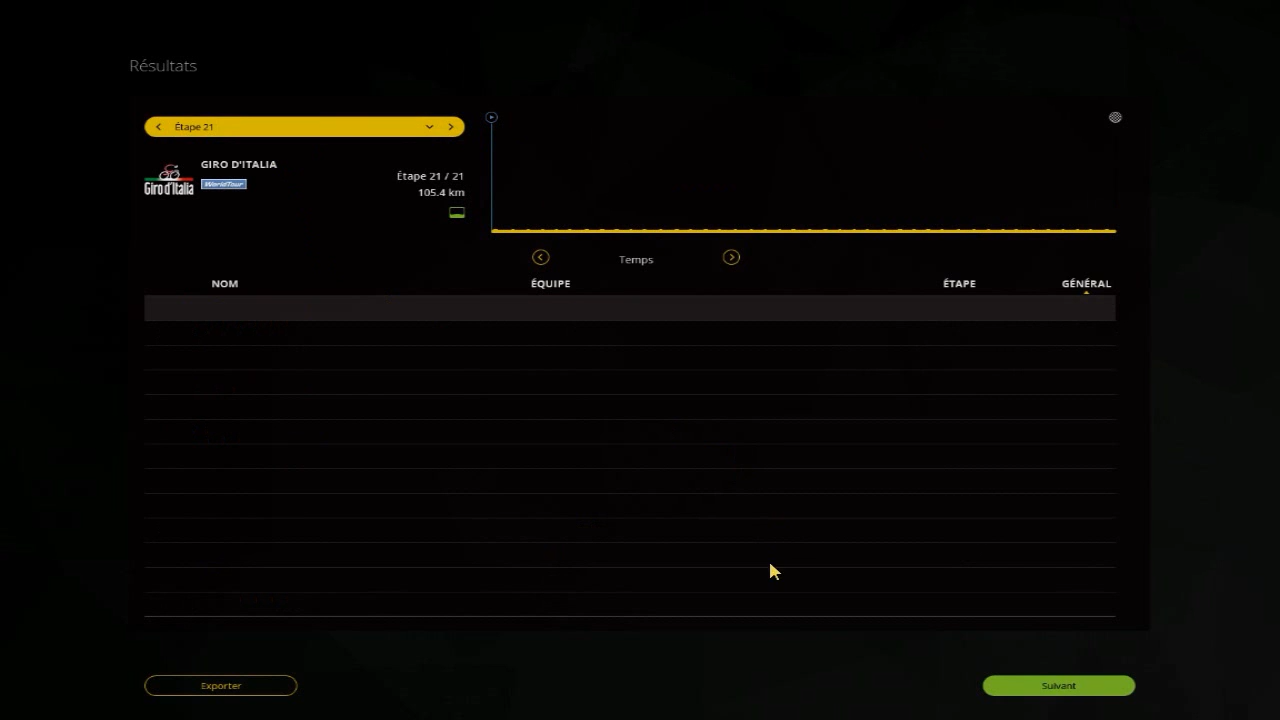 Résultats
Étape 21
Giro d'Italia
GIRO D'ITALIA
WorldTour
Étape 21 / 21
105.4 km
Temps
NOM ÉQUIPE ÉTAPE GÉNÉRAL
Exporter
Suivant